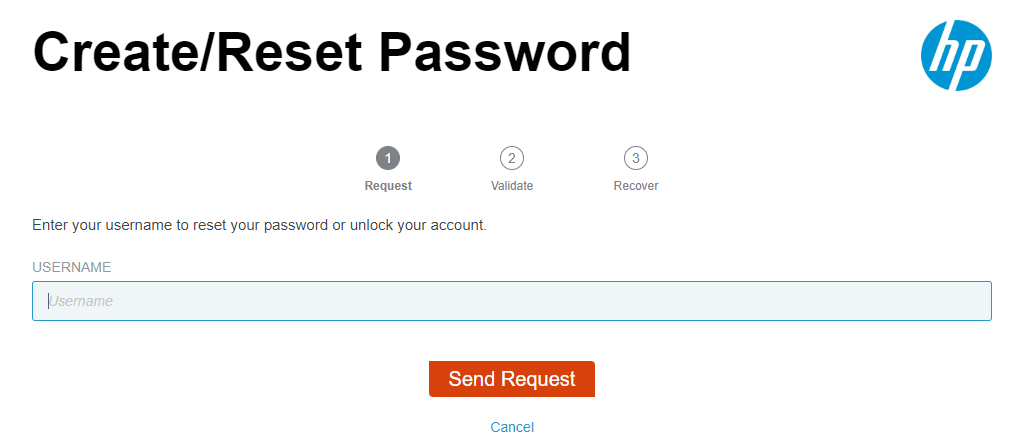 Create/Reset Password
hp
1
2
3
Request
Validate
Recover
Enter your username to reset your password or unlock your account.
USERNAME
Username
Send Request
Cancel